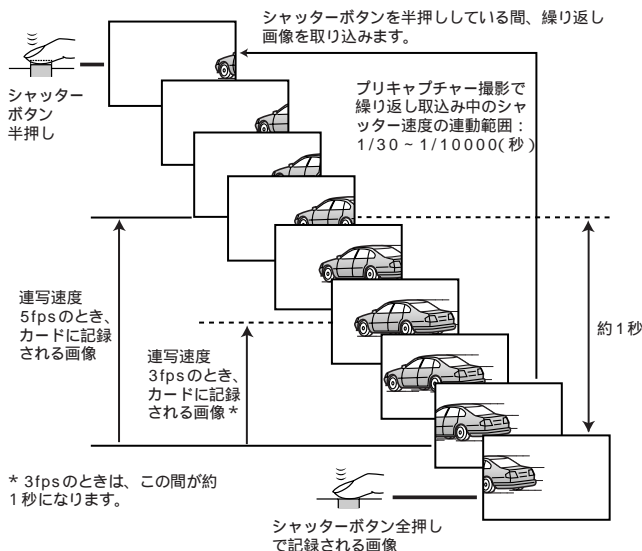 シャッターボタンを半押ししている間、繰り返し
画像を取り込みます。
シャッター
ボタン
半押し
プリキャプチャー撮影で
繰り返し取込み中のシャ
ッター速度の連動範囲：
1/30 ~ 1/10000(秒)
連写速度
5fpsのとき、
カードに記録
される画像
連写速度
3fpsのとき、
カードに記録
される画像*
約1秒
* 3fpsのときは、この間が約
1秒になります。
シャッターボタン全押し
で記録される画像